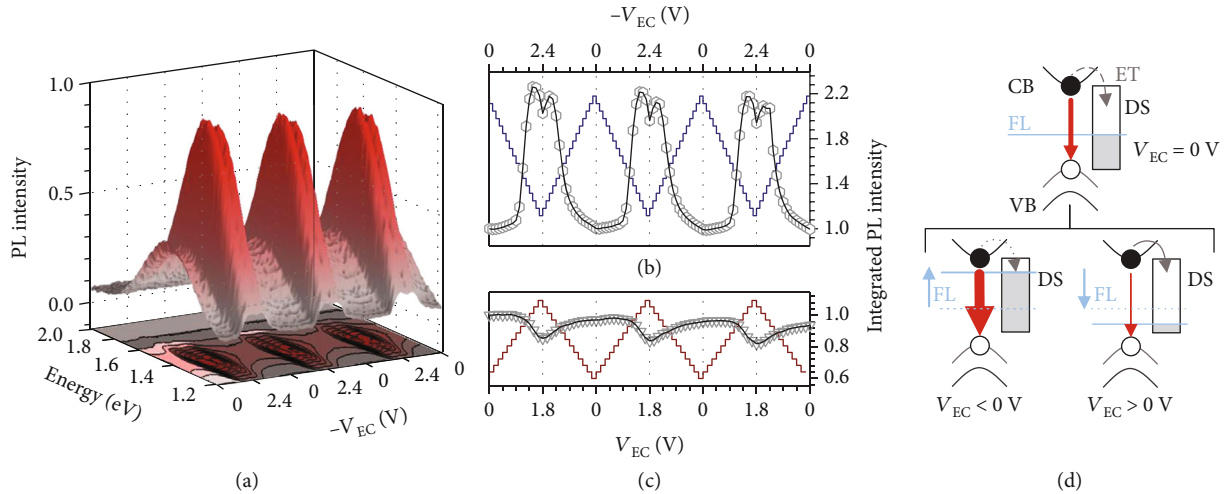 1.0
0.5
0.0
PL intensity
2.0
1.8
1.6
1.4
1.2
Energy (eV)
0
2.4
0
2.4
0
2.4
0
–V_EC (V)
(a)
–V_EC (V)
0 2.4 0 2.4 0 2.4 0
2.2
1.8
1.4
1.0
(b)
1.0
0.8
0.6
Integrated PL intensity
0 1.8 0 1.8 0 1.8 0
V_EC (V)
(c)
CB
ET
DS
FL
V_EC = 0 V
VB
FL
DS
FL
DS
V_EC < 0 V
V_EC > 0 V
(d)